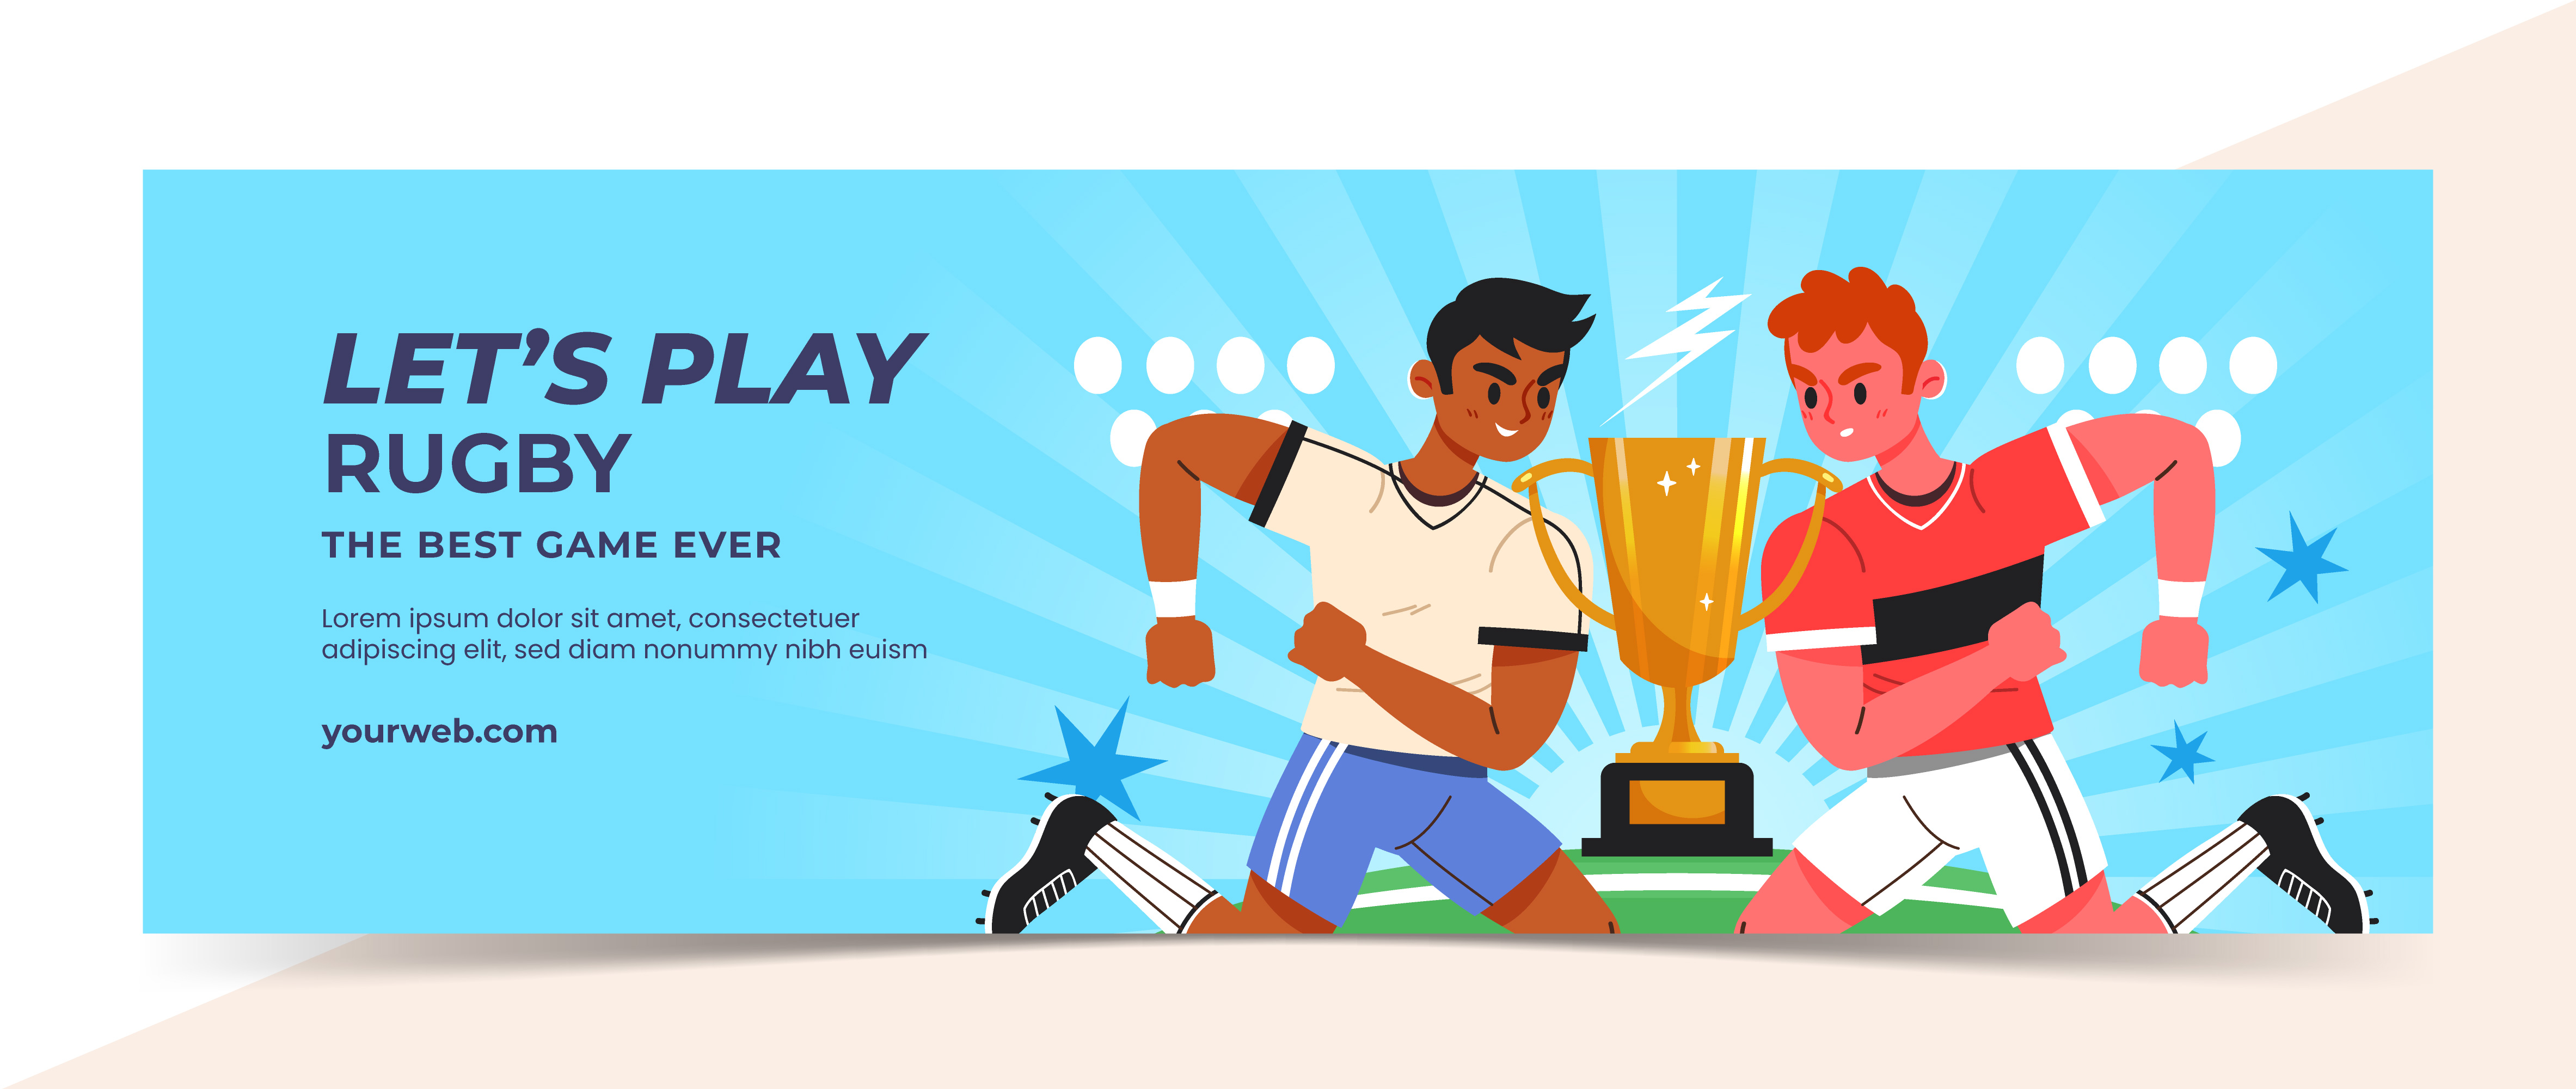 LET’S PLAY
RUGBY
THE BEST GAME EVER
Lorem ipsum dolor sit amet, consectetuer
adipiscing elit, sed diam nonummy nibh euism
yourweb.com